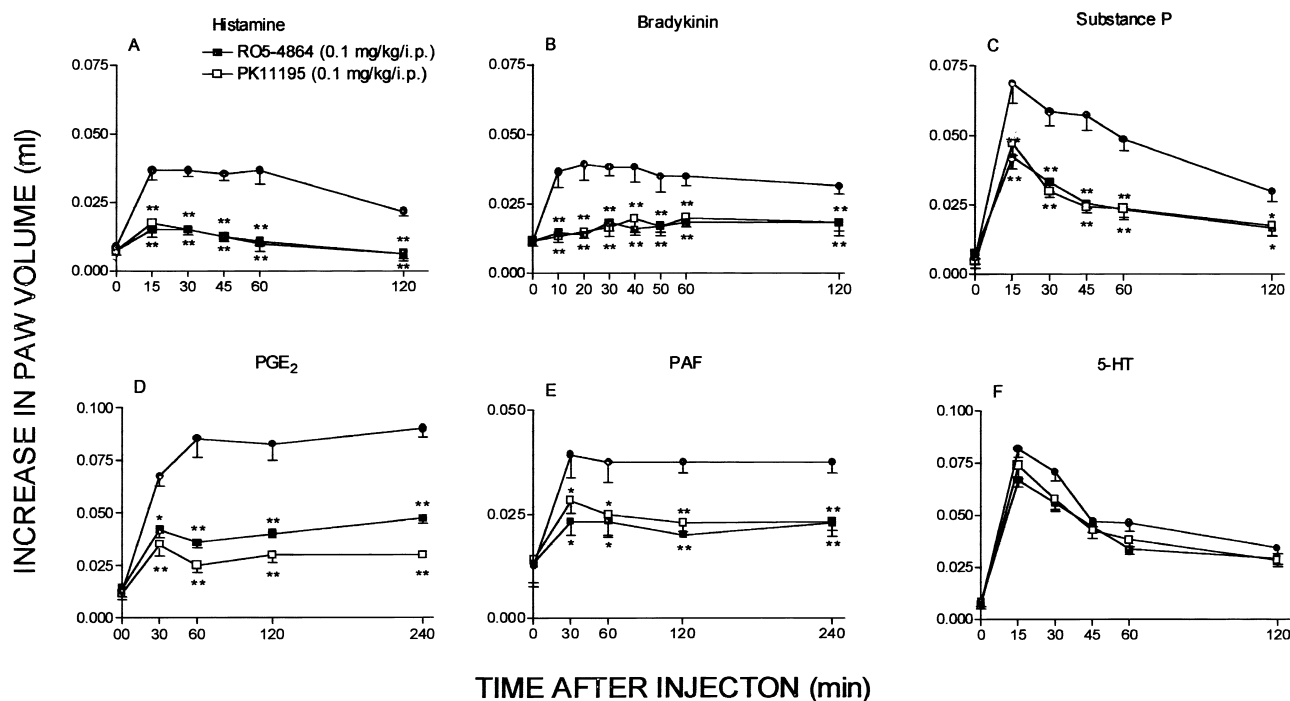 INCREASE IN PAW VOLUME (ml)
Histamine
A
RO5-4864 (0.1 mg/kg/i.p.)
PK11195 (0.1 mg/kg/i.p.)
0.075
0.050
0.025
0.000
** ** ** ** **
** ** ** ** **
0 15 30 45 60 120
Bradykinin
B
0.075
0.050
0.025
0.000
** ** ** ** ** ** **
** ** ** ** ** ** **
0 10 20 30 40 50 60 120
Substance P
C
0.075
0.050
0.025
0.000
** ** ** ** *
** ** ** ** *
0 15 30 45 60 120
PGE2
D
0.100
0.075
0.050
0.025
0.000
* ** ** **
** ** ** **
00 30 60 120 240
PAF
E
0.050
0.025
0.000
* * ** **
* * ** **
0 30 60 120 240
5-HT
F
0.100
0.075
0.050
0.025
0.000
0 15 30 45 60 120
TIME AFTER INJECTON (min)